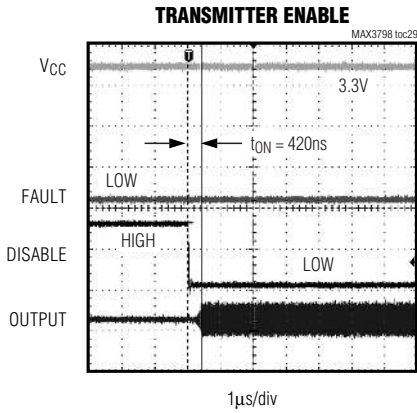 TRANSMITTER ENABLE
MAX3798 toc29
VCC
3.3V
tON = 420ns
LOW
FAULT
HIGH
DISABLE
LOW
OUTPUT
1μs/div